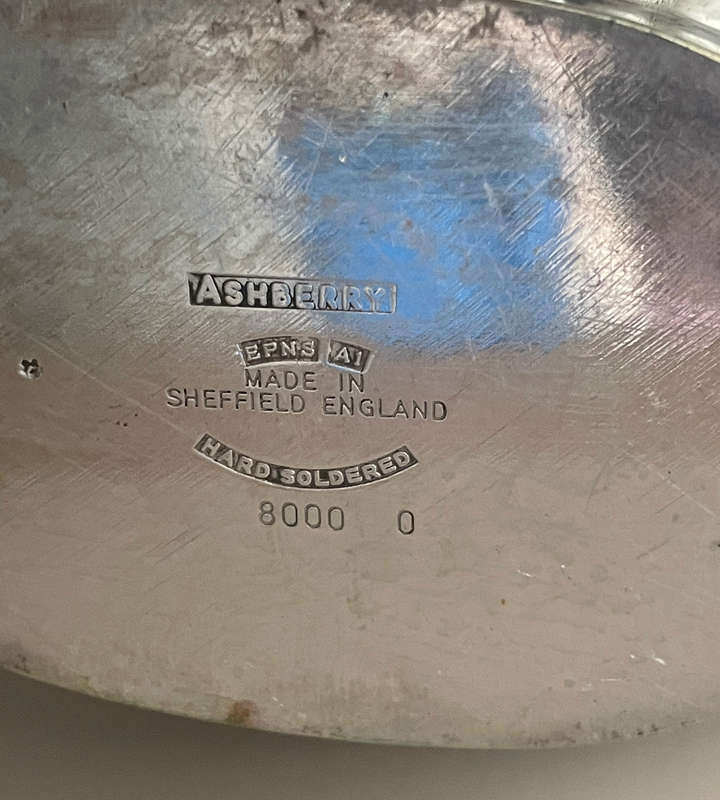 ASHBERRY
EPNS A1
MADE IN
SHEFFIELD ENGLAND
HARD·SOLDERED
8000 0